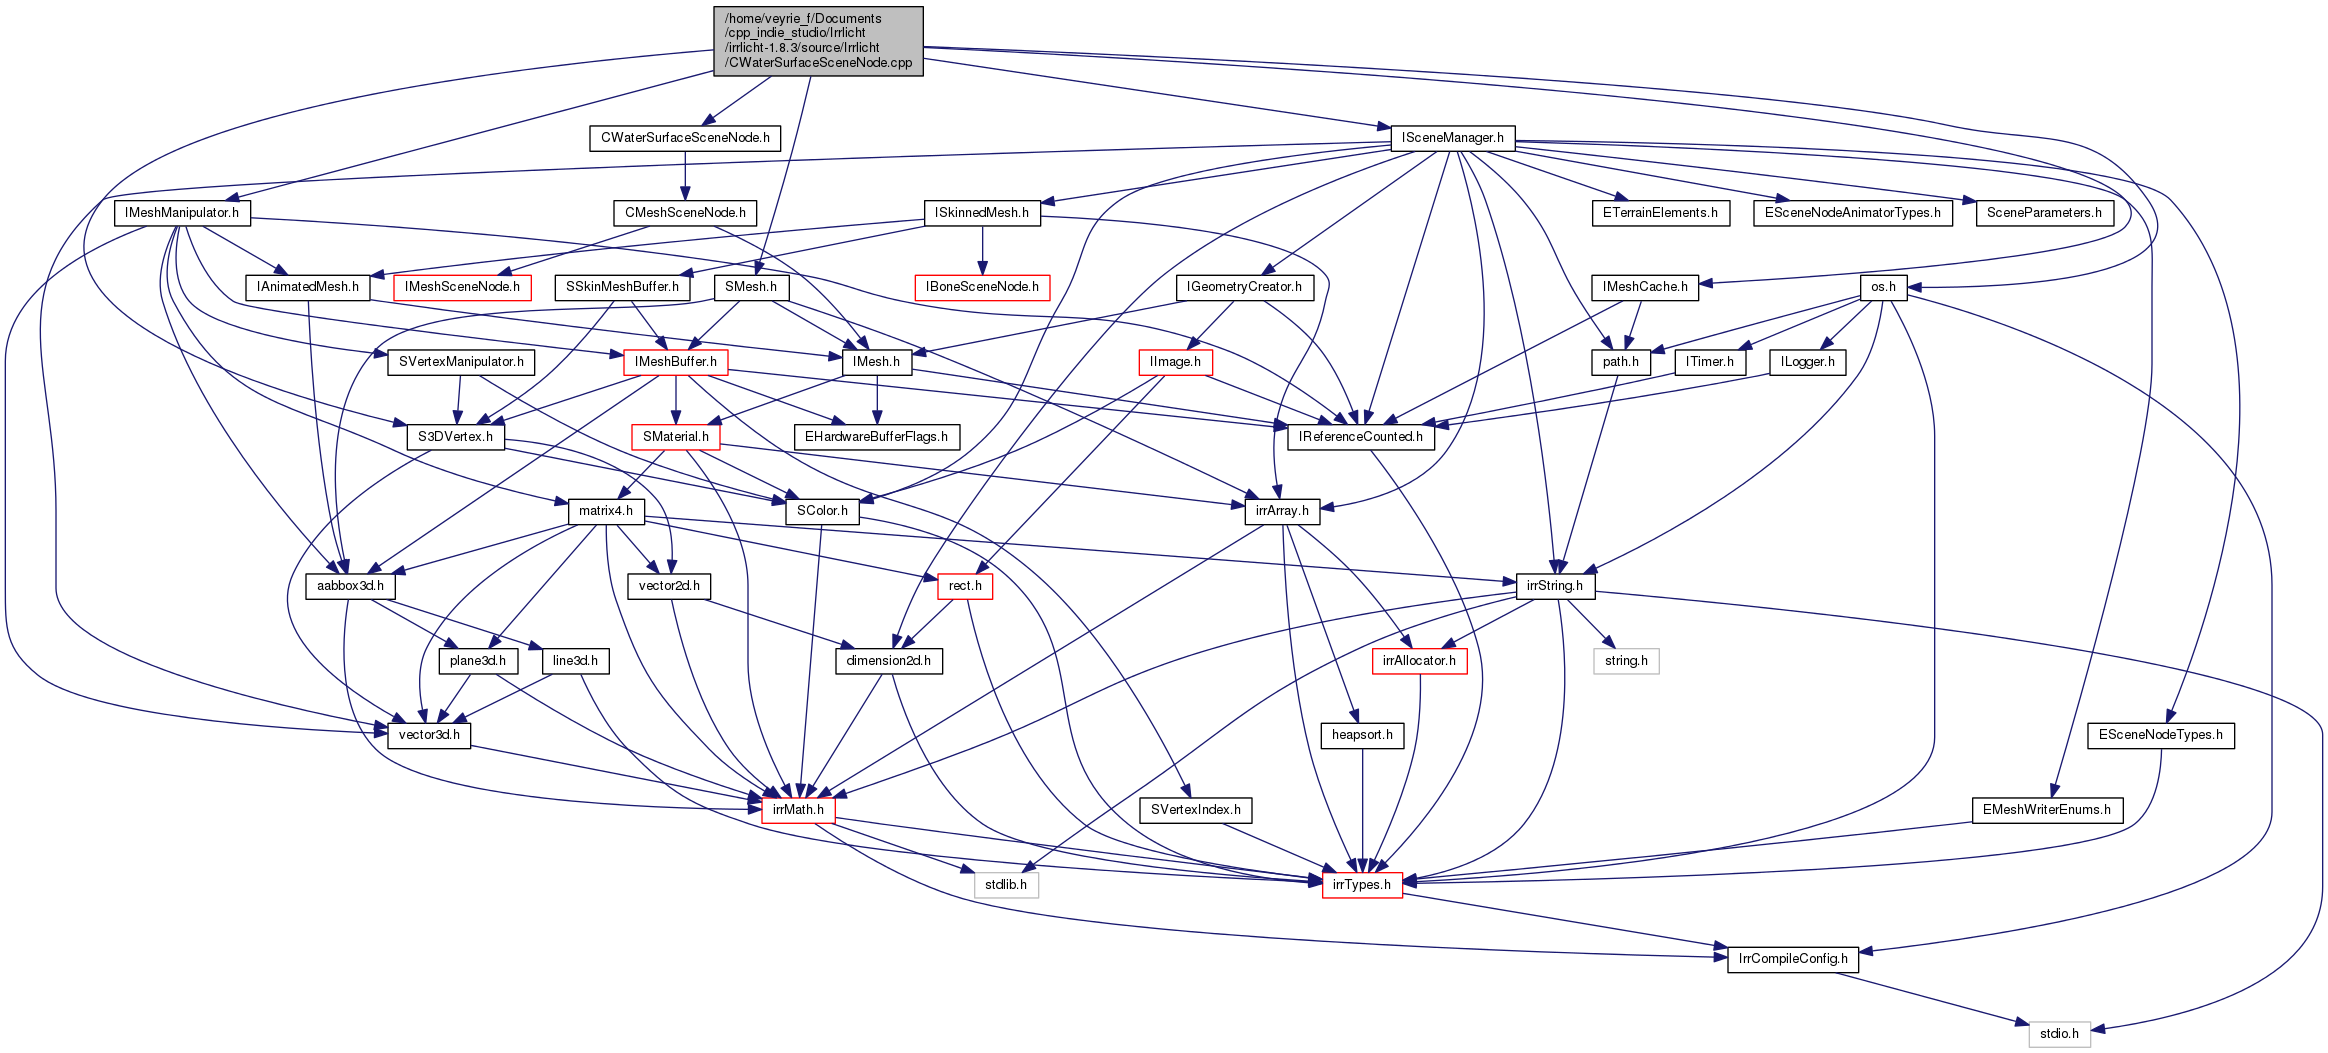 /home/veyrie_f/Documents
/cpp_indie_studio/Irrlicht
/irrlicht-1.8.3/source/Irrlicht
/CWaterSurfaceSceneNode.cpp
CWaterSurfaceSceneNode.h
ISceneManager.h
IMeshManipulator.h
CMeshSceneNode.h
ISkinnedMesh.h
ETerrainElements.h
ESceneNodeAnimatorTypes.h
SceneParameters.h
IAnimatedMesh.h
IMeshSceneNode.h
SSkinMeshBuffer.h
SMesh.h
IBoneSceneNode.h
IGeometryCreator.h
IMeshCache.h
os.h
SVertexManipulator.h
IMeshBuffer.h
IMesh.h
IImage.h
path.h
ITimer.h
ILogger.h
S3DVertex.h
SMaterial.h
EHardwareBufferFlags.h
IReferenceCounted.h
matrix4.h
SColor.h
irrArray.h
aabbox3d.h
vector2d.h
rect.h
irrString.h
plane3d.h
line3d.h
dimension2d.h
irrAllocator.h
string.h
vector3d.h
heapsort.h
ESceneNodeTypes.h
irrMath.h
SVertexIndex.h
EMeshWriterEnums.h
stdlib.h
irrTypes.h
IrrCompileConfig.h
stdio.h